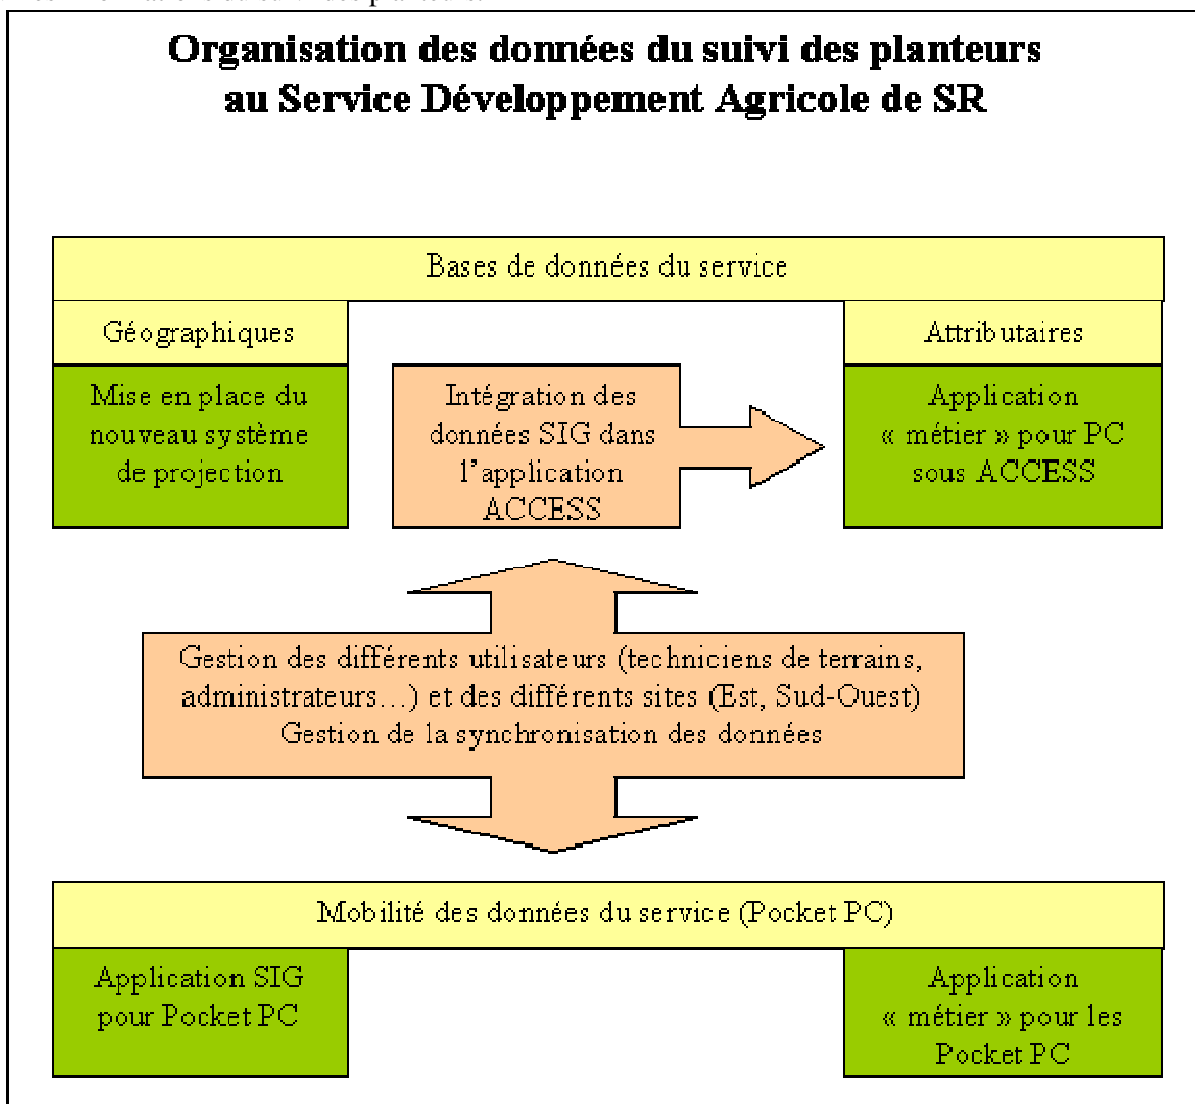 Organisation des données du suivi des planteurs
au Service Développement Agricole de SR
Bases de données du service
Géographiques
Attributaires
Mise en place du
nouveau système
de projection
Intégration des
données SIG dans
l'application
ACCESS
Application
« métier » pour PC
sous ACCESS
Gestion des différents utilisateurs (techniciens de terrains,
administrateurs…) et des différents sites (Est, Sud-Ouest)
Gestion de la synchronisation des données
Mobilité des données du service (Pocket PC)
Application SIG
pour Pocket PC
Application
« métier » pour les
Pocket PC